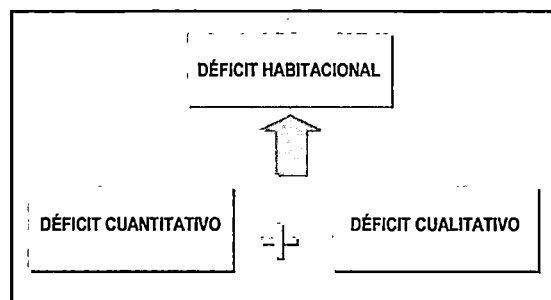 DÉFICIT HABITACIONAL
DÉFICIT CUANTITATIVO
+
DÉFICIT CUALITATIVO